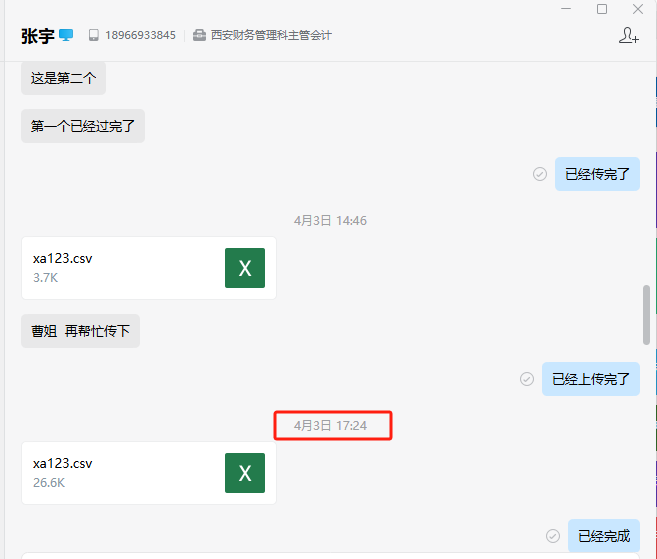 张宇 18966933845 西安财务管理科主管会计
这是第二个
第一个已经过完了
已经传完了
4月3日 14:46
xa123.csv
3.7K
X
曹姐 再帮忙传下
已经上传完了
4月3日 17:24
xa123.csv
26.6K
X
已经完成